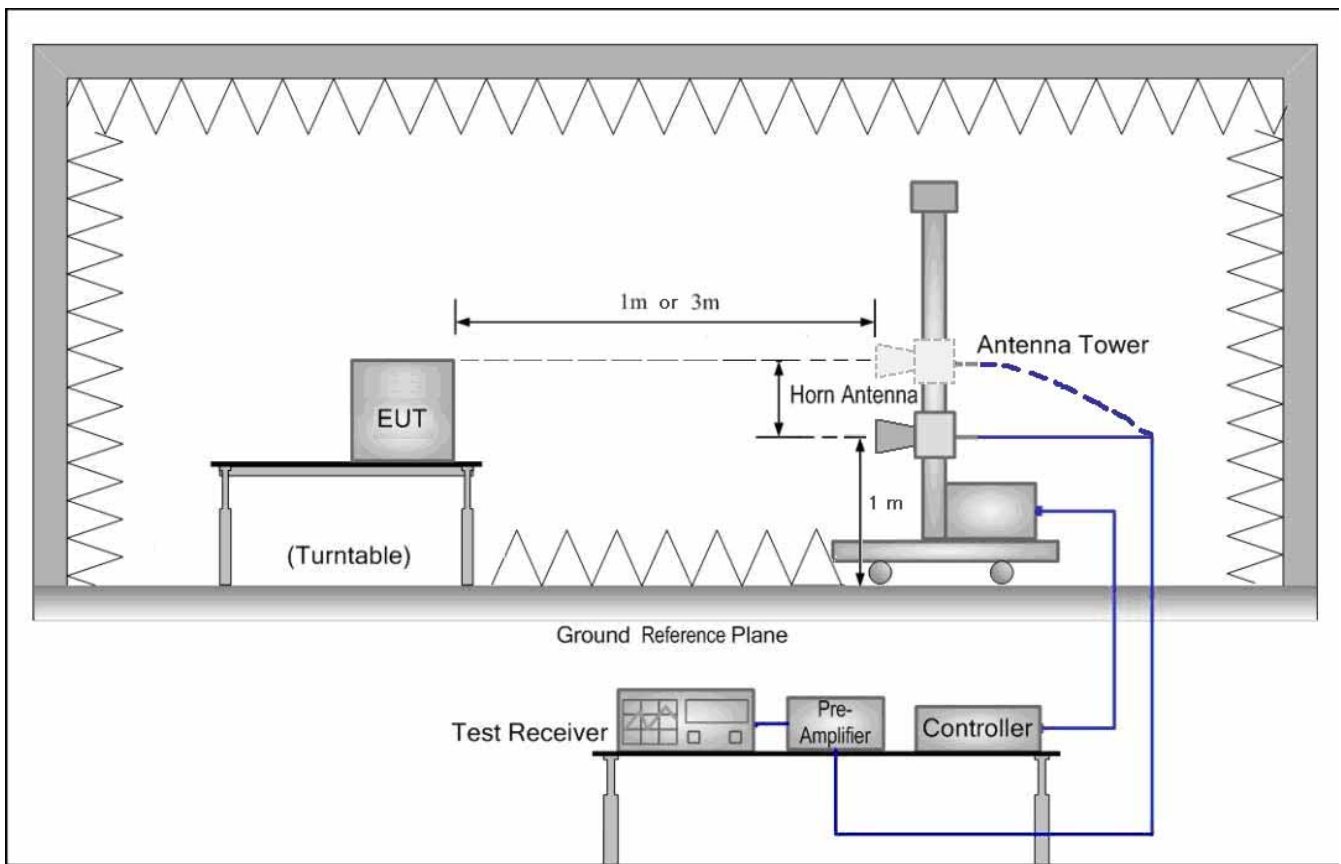 1m or 3m
Antenna Tower
Horn Antenna
EUT
1 m
(Turntable)
Ground Reference Plane
Test Receiver
Pre-
Amplifier
Controller